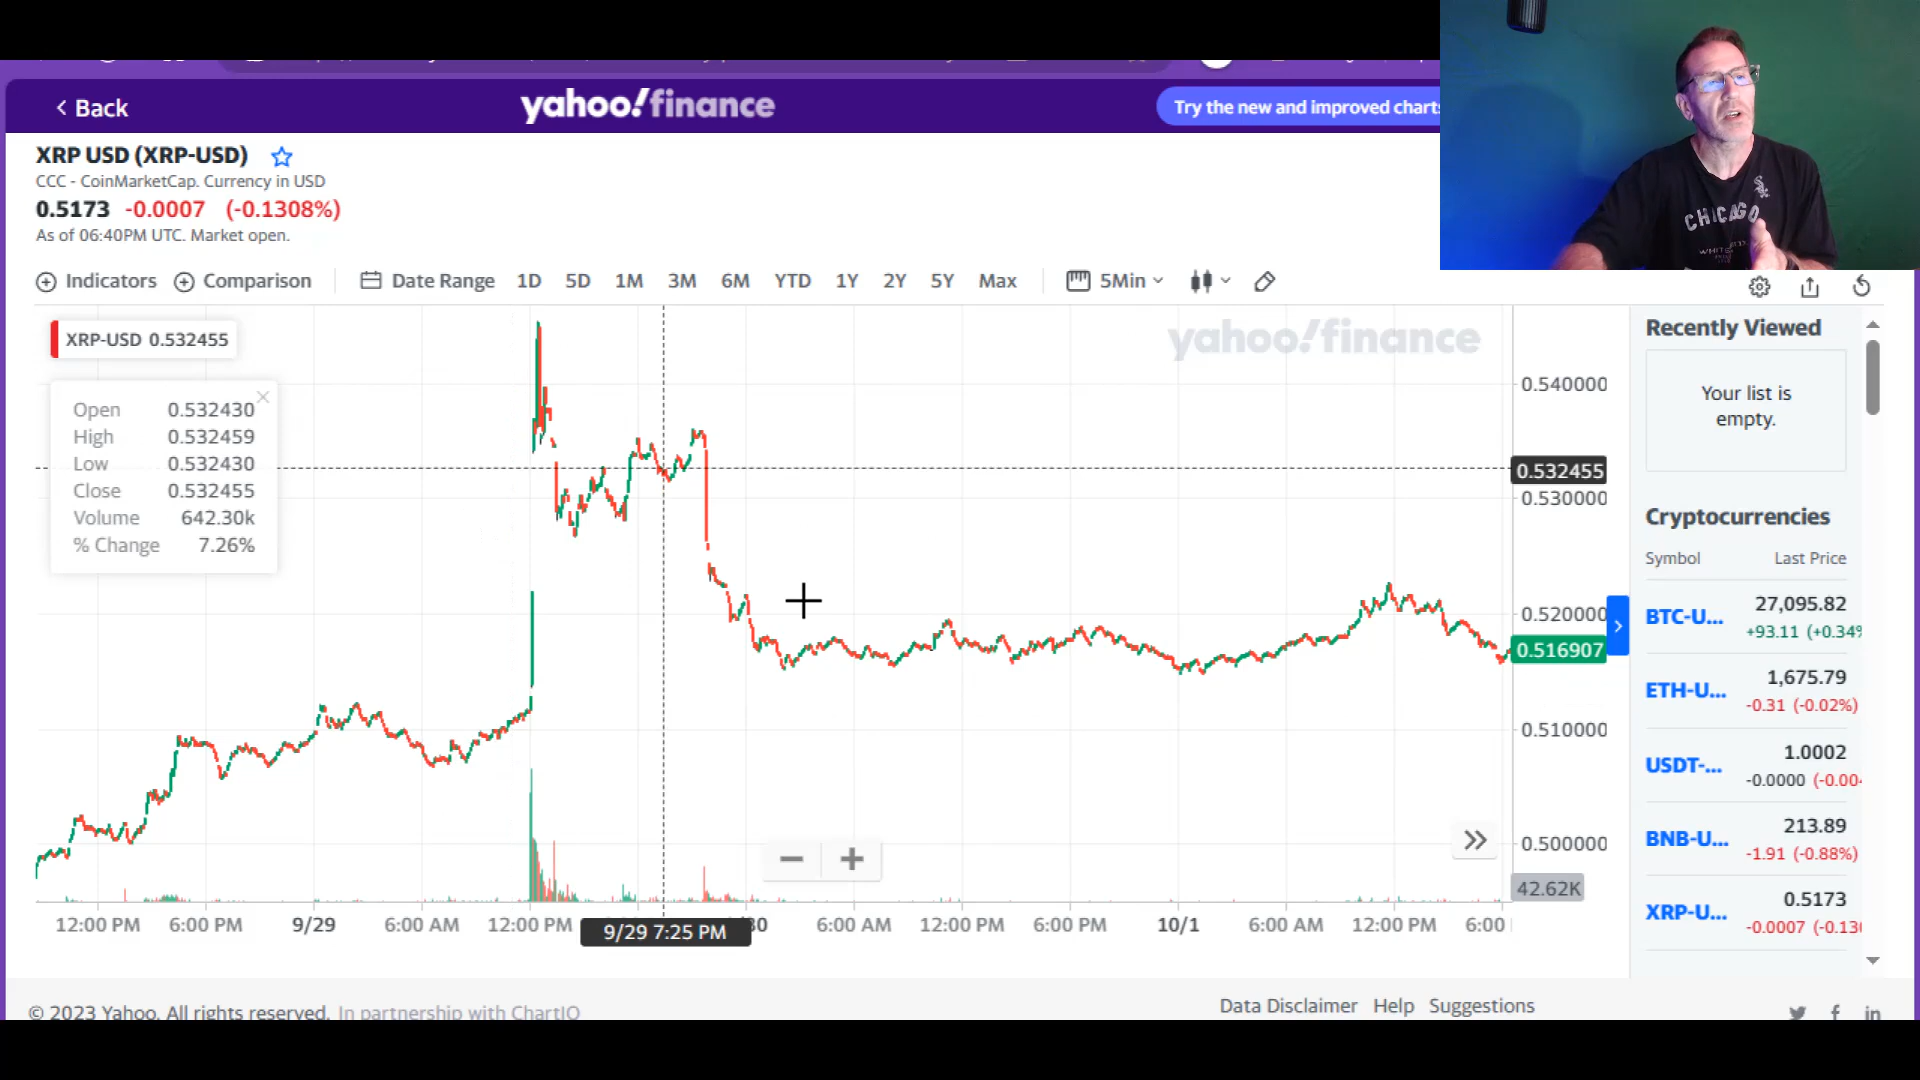 Back
yahoo!finance
Try the new and improved charts
XRP USD (XRP-USD)
CCC - CoinMarketCap. Currency in USD
0.5173 -0.0007 (-0.1308%)
As of 06:40PM UTC. Market open.
Indicators Comparison Date Range 1D 5D 1M 3M 6M YTD 1Y 2Y 5Y Max 5Min
XRP-USD 0.532455
Open 0.532430
High 0.532459
Low 0.532430
Close 0.532455
Volume 642.30k
% Change 7.26%
yahoo!finance
0.540000
0.532455
0.530000
0.520000
0.516907
0.510000
0.500000
42.62K
12:00 PM 6:00 PM 9/29 6:00 AM 12:00 PM 9/29 7:25 PM 6:00 AM 12:00 PM 6:00 PM 10/1 6:00 AM 12:00 PM 6:00
Recently Viewed
Your list is
empty.
Cryptocurrencies
Symbol Last Price
BTC-U... 27,095.82
+93.11 (+0.34%
ETH-U... 1,675.79
-0.31 (-0.02%)
USDT-... 1.0002
-0.0000 (-0.00
BNB-U... 213.89
-1.91 (-0.88%)
XRP-U... 0.5173
-0.0007 (-0.13
CHICAGO
© 2023 Yahoo. All rights reserved. In partnership with ChartIQ
Data Disclaimer Help Suggestions